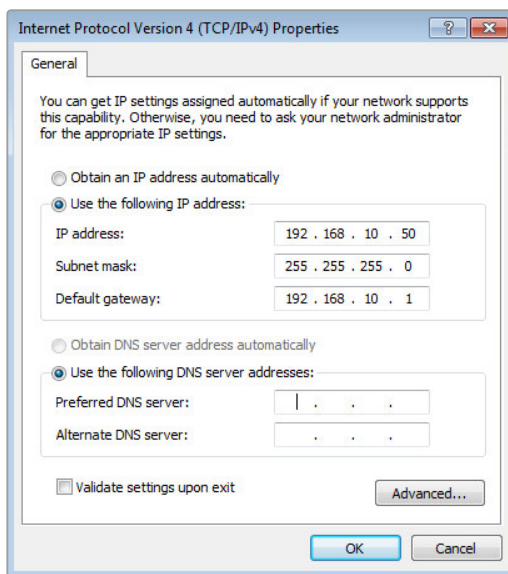 Internet Protocol Version 4 (TCP/IPv4) Properties
General
You can get IP settings assigned automatically if your network supports
this capability. Otherwise, you need to ask your network administrator
for the appropriate IP settings.
Obtain an IP address automatically
Use the following IP address:
IP address: 192 . 168 . 10 . 50
Subnet mask: 255 . 255 . 255 . 0
Default gateway: 192 . 168 . 10 . 1
Obtain DNS server address automatically
Use the following DNS server addresses:
Preferred DNS server: . . .
Alternate DNS server: . . .
Validate settings upon exit
Advanced...
OK Cancel